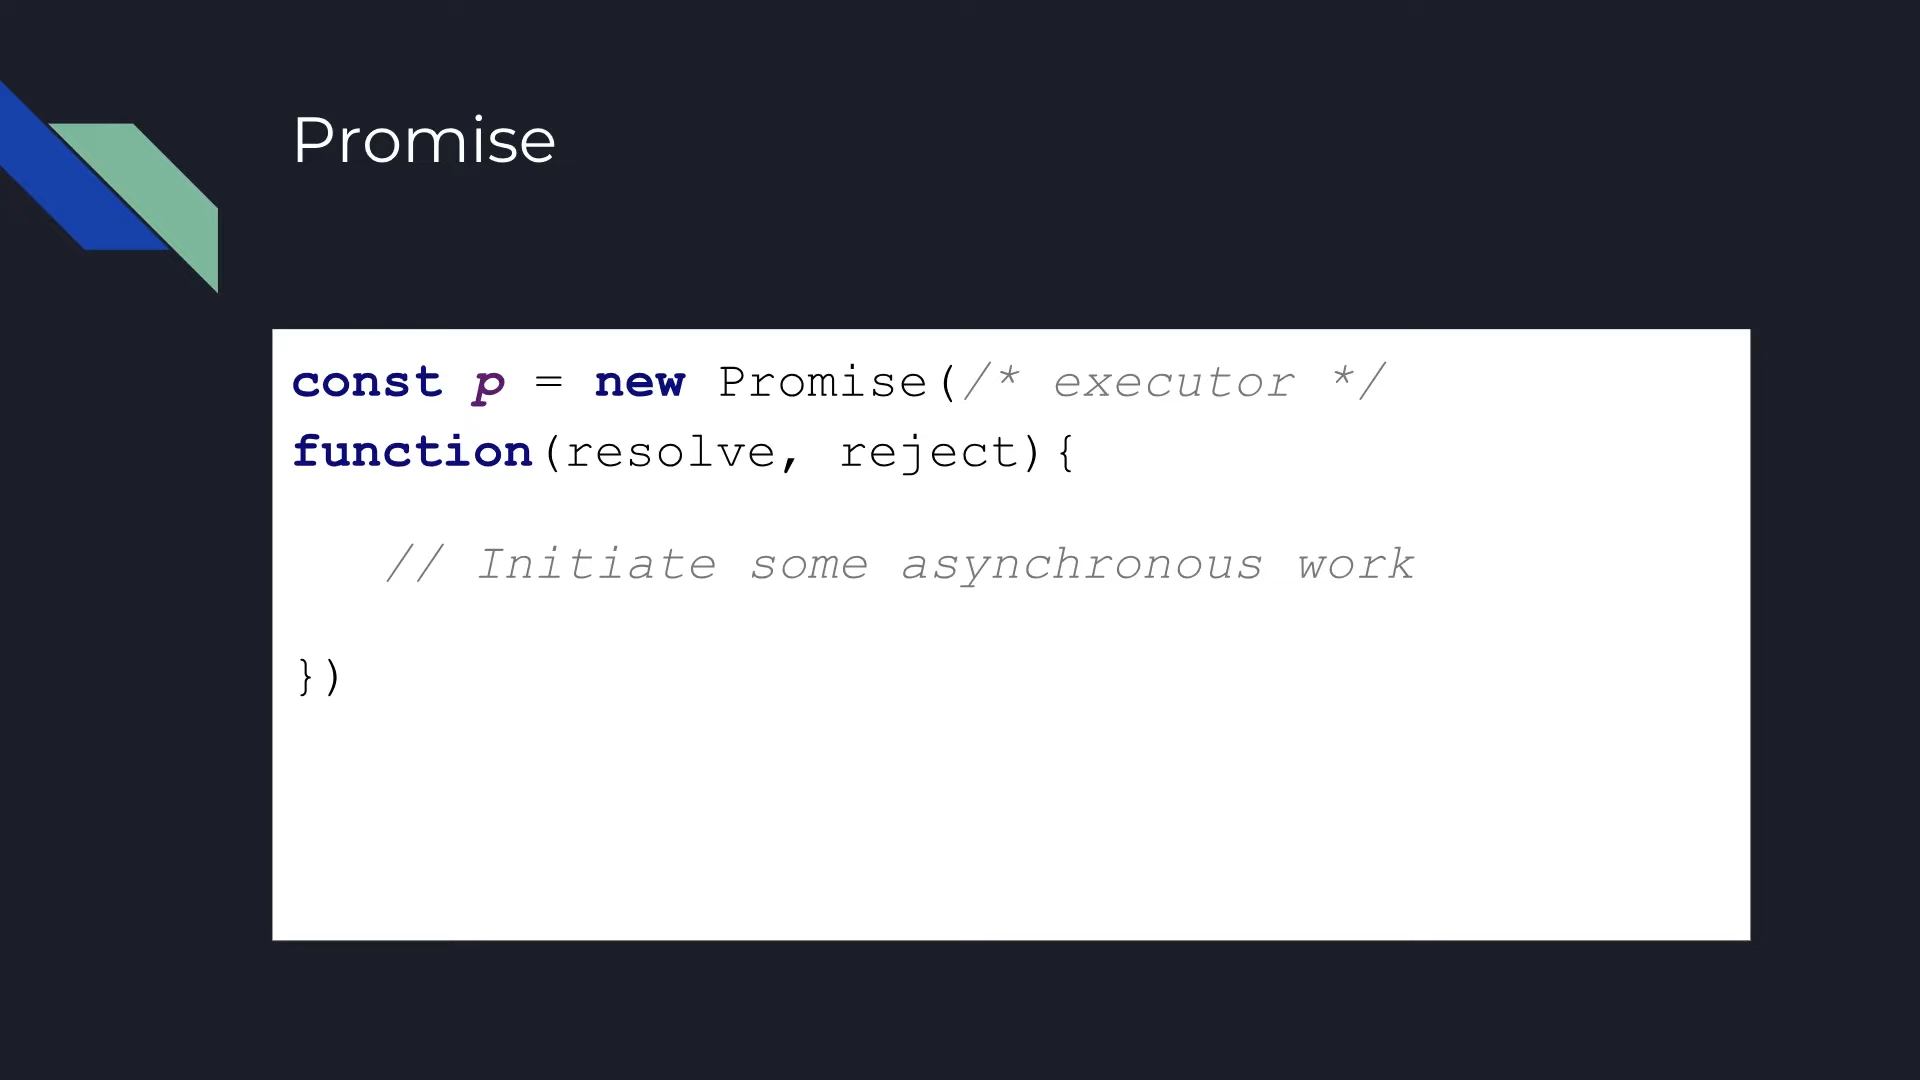 Promise
const p = new Promise(/* executor */
function(resolve, reject){
// Initiate some asynchronous work
})